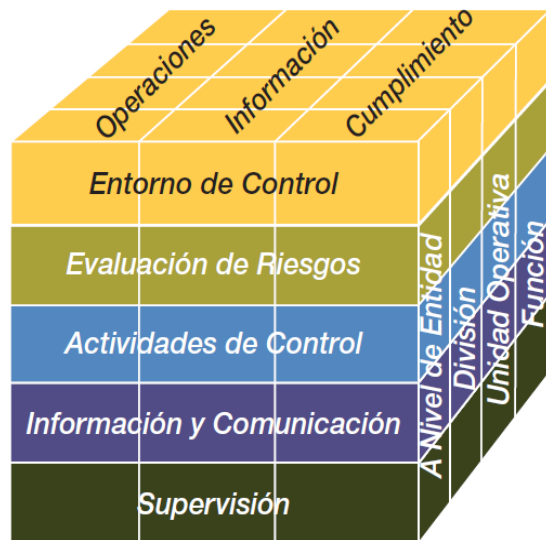 Operaciones
Información
Cumplimiento
Entorno de Control
Evaluación de Riesgos
Actividades de Control
Información y Comunicación
Supervisión
A Nivel de Entidad
División
Unidad Operativa
Función